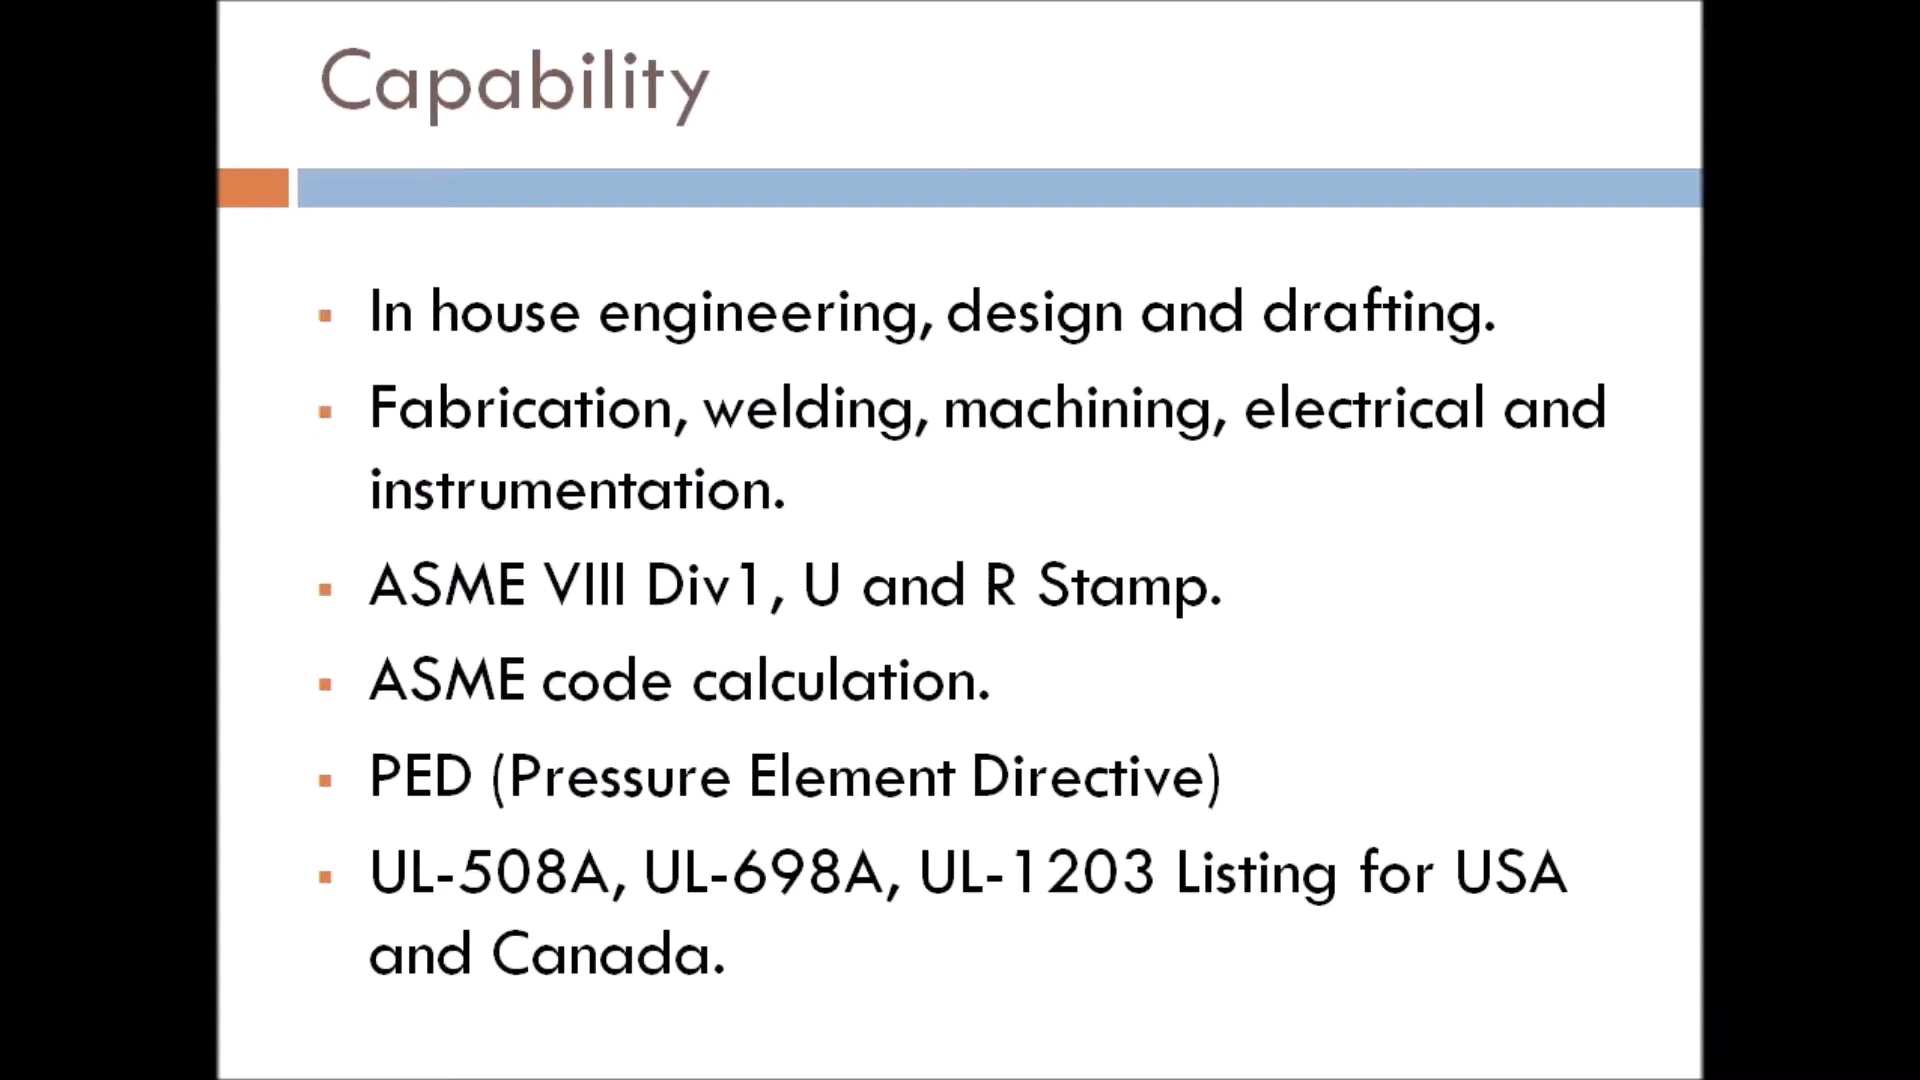 Capability
In house engineering, design and drafting.
Fabrication, welding, machining, electrical and
instrumentation.
ASME VIII Div1, U and R Stamp.
ASME code calculation.
PED (Pressure Element Directive)
UL-508A, UL-698A, UL-1203 Listing for USA
and Canada.